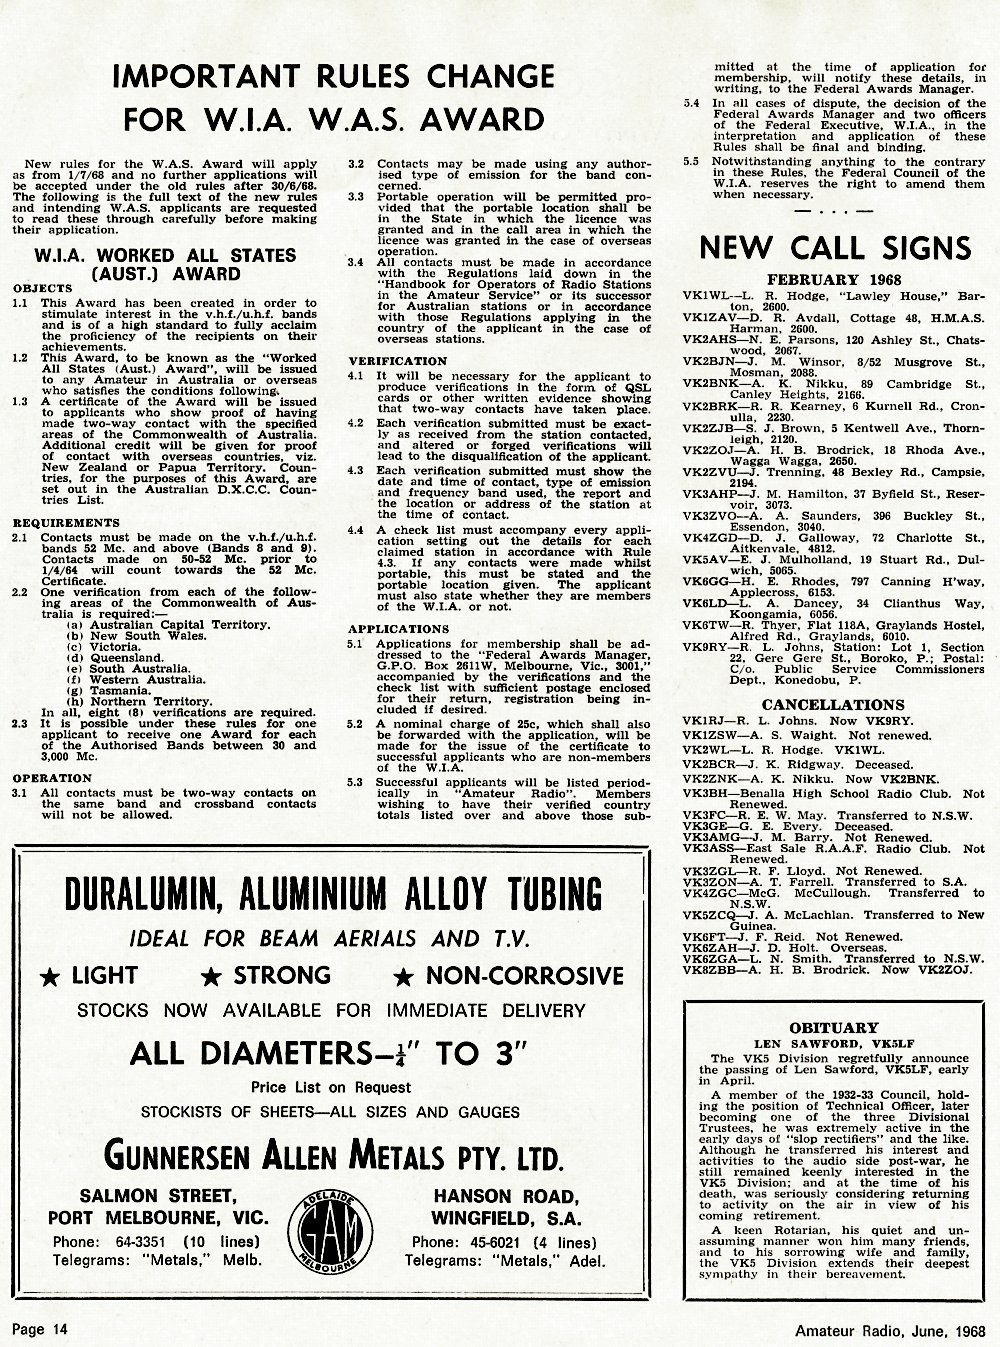 IMPORTANT RULES CHANGE
FOR W.I.A. W.A.S. AWARD
New rules for the W.A.S. Award will apply
as from 1/7/68 and no further applications will
be accepted under the old rules after 30/6/68.
The following is the full text of the new rules
and intending W.A.S. applicants are requested
to read these through carefully before making
their application.
W.I.A. WORKED ALL STATES
(AUST.) AWARD
OBJECTS
1.1 This Award has been created in order to
stimulate interest in the v.h.f./u.h.f. bands
and is of a high standard to fully acclaim
the proficiency of the recipients on their
achievements.
1.2 This Award, to be known as the "Worked
All States (Aust.) Award", will be issued
to any Amateur in Australia or overseas
who satisfies the conditions following.
1.3 A certificate of the Award will be issued
to applicants who show proof of having
made two-way contact with the specified
areas of the Commonwealth of Australia.
Additional credit will be given for proof
of contact with overseas countries, viz.
New Zealand or Papua Territory. Coun-
tries, for the purposes of this Award, are
set out in the Australian D.X.C.C. Coun-
tries List.
REQUIREMENTS
2.1 Contacts must be made on the v.h.f./u.h.f.
bands 52 Mc. and above (Bands 8 and 9).
Contacts made on 50-52 Mc. prior to
1/4/64 will count towards the 52 Mc.
Certificate.
2.2 One verification from each of the follow-
ing areas of the Commonwealth of Aus-
tralia is required:—
(a) Australian Capital Territory.
(b) New South Wales.
(c) Victoria.
(d) Queensland.
(e) South Australia.
(f) Western Australia.
(g) Tasmania.
(h) Northern Territory.
In all, eight (8) verifications are required.
2.3 It is possible under these rules for one
applicant to receive one Award for each
of the Authorised Bands between 30 and
3,000 Mc.
OPERATION
3.1 All contacts must be two-way contacts on
the same band and crossband contacts
will not be allowed.
3.2 Contacts may be made using any author-
ised type of emission for the band con-
cerned.
3.3 Portable operation will be permitted pro-
vided that the portable location shall be
in the State in which the licence was
granted and in the call area in which the
licence was granted in the case of overseas
operation.
3.4 All contacts must be made in accordance
with the Regulations laid down in the
"Handbook for Operators of Radio Stations
in the Amateur Service" or its successor
for Australian stations or in accordance
with those Regulations applying in the
country of the applicant in the case of
overseas stations.
VERIFICATION
4.1 It will be necessary for the applicant to
produce verifications in the form of QSL
cards or other written evidence showing
that two-way contacts have taken place.
4.2 Each verification submitted must be exact-
ly as received from the station contacted,
and altered or forged verifications will
lead to the disqualification of the applicant.
4.3 Each verification submitted must show the
date and time of contact, type of emission
and frequency band used, the report and
the location or address of the station at
the time of contact.
4.4 A check list must accompany every appli-
cation setting out the details for each
claimed station in accordance with Rule
4.3. If any contacts were made whilst
portable, this must be stated and the
portable location given. The applicant
must also state whether they are members
of the W.I.A. or not.
APPLICATIONS
5.1 Applications for membership shall be ad-
dressed to the "Federal Awards Manager,
G.P.O. Box 2611W, Melbourne, Vic., 3001,"
accompanied by the verifications and the
check list with sufficient postage enclosed
for their return, registration being in-
cluded if desired.
5.2 A nominal charge of 25c, which shall also
be forwarded with the application, will be
made for the issue of the certificate to
successful applicants who are non-members
of the W.I.A.
5.3 Successful applicants will be listed period-
ically in "Amateur Radio". Members
wishing to have their verified country
totals listed over and above those sub-
mitted at the time of application for
membership, will notify these details, in
writing, to the Federal Awards Manager.
5.4 In all cases of dispute, the decision of the
Federal Awards Manager and two officers
of the Federal Executive, W.I.A., in the
interpretation and application of these
Rules shall be final and binding.
5.5 Notwithstanding anything to the contrary
in these Rules, the Federal Council of the
W.I.A. reserves the right to amend them
when necessary.
— . . . —
NEW CALL SIGNS
FEBRUARY 1968
VK1WL—L. R. Hodge, "Lawley House," Bar-
ton, 2600.
VK1ZAV—D. R. Avdall, Cottage 48, H.M.A.S.
Harman, 2600.
VK2AHS—N. E. Parsons, 120 Ashley St., Chats-
wood, 2067.
VK2BJN—J. M. Winsor, 8/52 Musgrove St.,
Mosman, 2088.
VK2BNK—A. K. Nikku, 89 Cambridge St.,
Canley Heights, 2166.
VK2BRK—R. R. Kearney, 6 Kurnell Rd., Cron-
ulla, 2230.
VK2ZJB—S. J. Brown, 5 Kentwell Ave., Thorn-
leigh, 2120.
VK2ZOJ—A. H. B. Brodrick, 18 Rhoda Ave.,
Wagga Wagga, 2650.
VK2ZVU—J. Trenning, 48 Bexley Rd., Campsie,
2194.
VK3AHP—J. M. Hamilton, 37 Byfield St., Reser-
voir, 3073.
VK3ZVO—A. A. Saunders, 396 Buckley St.,
Essendon, 3040.
VK4ZGD—D. J. Galloway, 72 Charlotte St.,
Aitkenvale, 4812.
VK5AV—E. J. Mulholland, 19 Stuart Rd., Dul-
wich, 5065.
VK6GG—H. E. Rhodes, 797 Canning H'way,
Applecross, 6153.
VK6LD—L. A. Dancey, 34 Clianthus Way,
Koongamia, 6056.
VK6TW—R. Thyer, Flat 118A, Graylands Hostel,
Alfred Rd., Graylands, 6010.
VK9RY—R. L. Johns, Station: Lot 1, Section
22, Gere Gere St., Boroko, P.; Postal:
C/o. Public Service Commissioners
Dept., Konedobu, P.
CANCELLATIONS
VK1RJ—R. L. Johns. Now VK9RY.
VK1ZSW—A. S. Waight. Not renewed.
VK2WL—L. R. Hodge. VK1WL.
VK2BCR—J. K. Ridgway. Deceased.
VK2ZNK—A. K. Nikku. Now VK2BNK.
VK3BH—Benalla High School Radio Club. Not
Renewed.
VK3FC—R. E. W. May. Transferred to N.S.W.
VK3GE—G. E. Every. Deceased.
VK3AMG—J. M. Barry. Not Renewed.
VK3ASS—East Sale R.A.A.F. Radio Club. Not
Renewed.
VK3ZGL—R. F. Lloyd. Not Renewed.
VK3ZON—A. T. Farrell. Transferred to S.A.
VK4ZGC—McG. McCullough. Transferred to
N.S.W.
VK5ZCQ—J. A. McLachlan. Transferred to New
Guinea.
VK6FT—J. F. Reid. Not Renewed.
VK6ZAH—J. D. Holt. Overseas.
VK6ZGA—L. N. Smith. Transferred to N.S.W.
VK8ZBB—A. H. B. Brodrick. Now VK2ZOJ.
DURALUMIN, ALUMINIUM ALLOY TUBING
IDEAL FOR BEAM AERIALS AND T.V.
★ LIGHT ★ STRONG ★ NON-CORROSIVE
STOCKS NOW AVAILABLE FOR IMMEDIATE DELIVERY
ALL DIAMETERS—¼" TO 3"
Price List on Request
STOCKISTS OF SHEETS—ALL SIZES AND GAUGES
GUNNERSEN ALLEN METALS PTY. LTD.
SALMON STREET,
PORT MELBOURNE, VIC.
Phone: 64-3351 (10 lines)
Telegrams: "Metals," Melb.
ADELAIDE
GAM
MELBOURNE
HANSON ROAD,
WINGFIELD, S.A.
Phone: 45-6021 (4 lines)
Telegrams: "Metals," Adel.
OBITUARY
LEN SAWFORD, VK5LF
The VK5 Division regretfully announce
the passing of Len Sawford, VK5LF, early
in April.
A member of the 1932-33 Council, hold-
ing the position of Technical Officer, later
becoming one of the three Divisional
Trustees, he was extremely active in the
early days of "slop rectifiers" and the like.
Although he transferred his interest and
activities to the audio side post-war, he
still remained keenly interested in the
VK5 Division; and at the time of his
death, was seriously considering returning
to activity on the air in view of his
coming retirement.
A keen Rotarian, his quiet and un-
assuming manner won him many friends,
and to his sorrowing wife and family,
the VK5 Division extends their deepest
sympathy in their bereavement.
Page 14
Amateur Radio, June, 1968